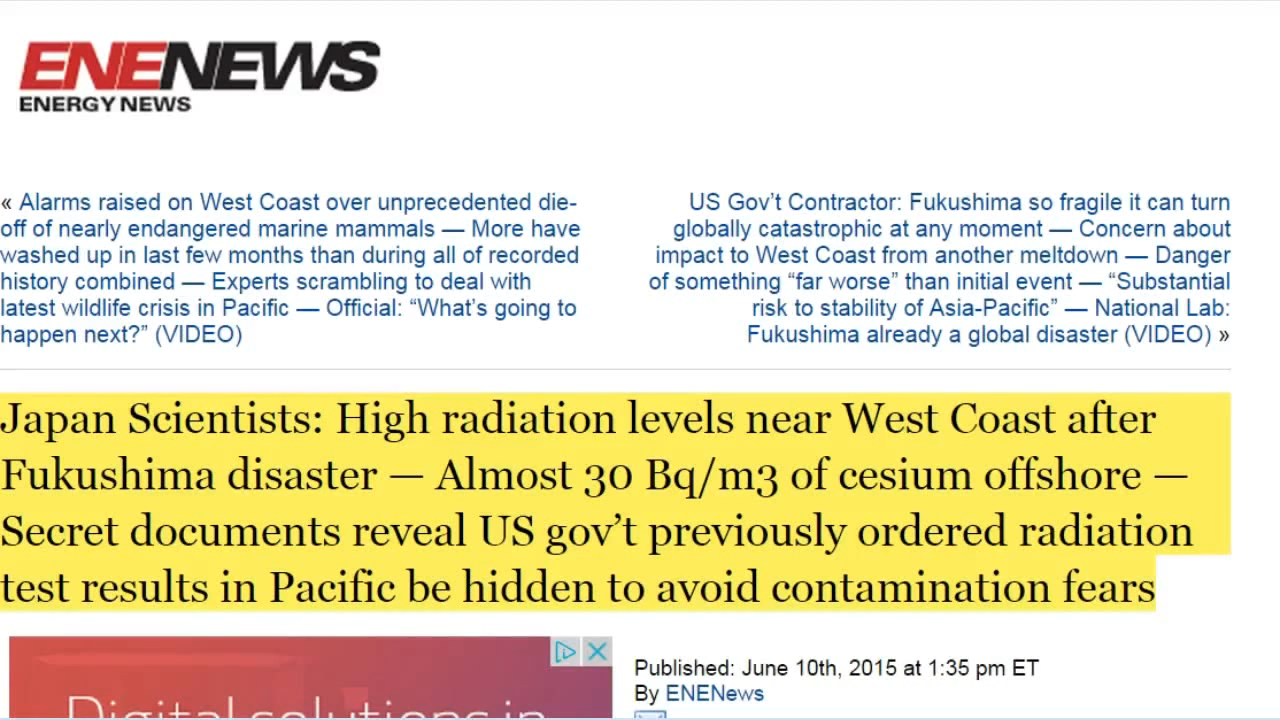 ENENEWS
ENERGY NEWS
« Alarms raised on West Coast over unprecedented die-
off of nearly endangered marine mammals — More have
washed up in last few months than during all of recorded
history combined — Experts scrambling to deal with
latest wildlife crisis in Pacific — Official: “What’s going to
happen next?” (VIDEO)
US Gov’t Contractor: Fukushima so fragile it can turn
globally catastrophic at any moment — Concern about
impact to West Coast from another meltdown — Danger
of something “far worse” than initial event — “Substantial
risk to stability of Asia-Pacific” — National Lab:
Fukushima already a global disaster (VIDEO) »
Japan Scientists: High radiation levels near West Coast after
Fukushima disaster — Almost 30 Bq/m3 of cesium offshore —
Secret documents reveal US gov’t previously ordered radiation
test results in Pacific be hidden to avoid contamination fears
Digital solutions in
Published: June 10th, 2015 at 1:35 pm ET
By ENENews